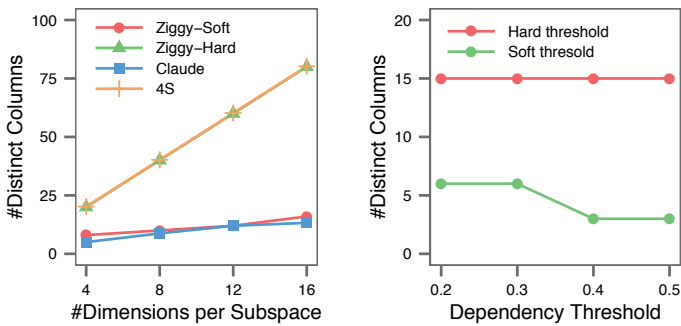 100
75
50
25
0
#Distinct Columns
Ziggy−Soft
Ziggy−Hard
Claude
4S
4 8 12 16
#Dimensions per Subspace
20
15
10
5
0
#Distinct Columns
Hard threshold
Soft thresold
0.2 0.3 0.4 0.5
Dependency Threshold